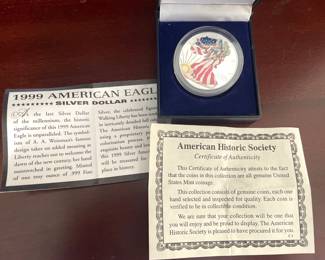 1999 AMERICAN EAGLE
SILVER DOLLAR
As the last Silver Dollar
of the millennium, the historic
significance of this 1999 American
Eagle is unparalleled. The symbol-
ism of A. A. Weinman's famous
design takes on added meaning as
Liberty reaches out to welcome the
dawn of the new century, her hand
outstretched in greeting. Minted
of one troy ounce of .999 Fine
Silver, the celebrated figure
Walking Liberty has been
The American Historic
requisite beauty and
this 1999 Silver
will be measured
place in history
American Historic Society
Certificate of Authenticity
This Certificate of Authenticity attests to the fact
that the coins in this collection are all genuine United
States Mint coinage.
This collection consists of genuine coins, each one
hand selected and inspected for quality. Each coin is
verified to be in collectible condition.
We are sure that your collection will be one that
you will enjoy and be proud to display. The American
Historic Society is pleased to have procured it for you